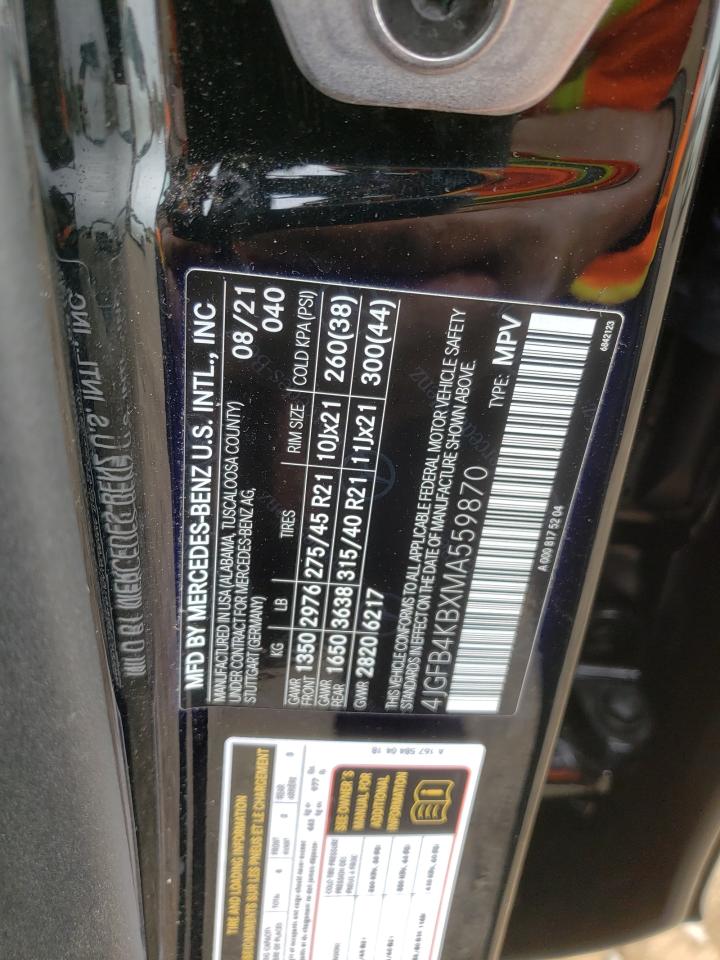 MFD BY MERCEDES-BENZ U.S. INTL., INC
MANUFACTURED IN USA (ALABAMA, TUSCALOOSA COUNTY) 08/21
UNDER CONTRACT FOR MERCEDES-BENZ AG,
STUTTGART (GERMANY) 040
KG LB TIRES RIM SIZE COLD KPA (PSI)
GAWR FRONT 1350 2976 275/45 R21 10Jx21 260(38)
GAWR REAR 1650 3638 315/40 R21 11Jx21 300(44)
GVWR 2820 6217
THIS VEHICLE CONFORMS TO ALL APPLICABLE FEDERAL MOTOR VEHICLE SAFETY
STANDARDS IN EFFECT ON THE DATE OF MANUFACTURE SHOWN ABOVE.
4JGFB4KBXMA559870 TYPE: MPV
A 000 817 52 04 6842123
TIRE AND LOADING INFORMATION
SUR LES PNEUS ET LE CHARGEMENT
SEE OWNER'S
MANUAL FOR
ADDITIONAL
INFORMATION